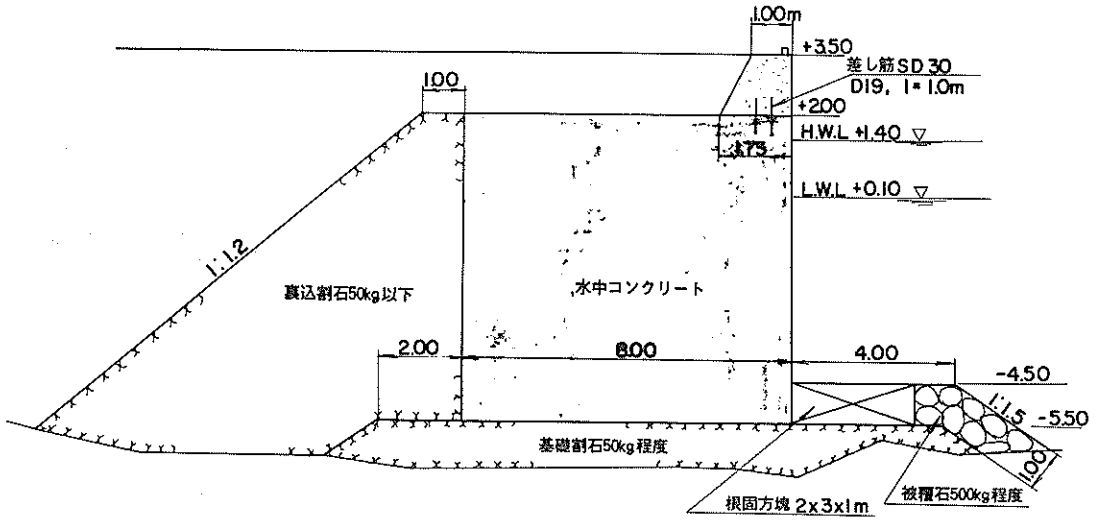 1.00m
+3.50
差し筋SD30
D19, l=1.0m
1.00
+2.00
H.W.L +1.40
1.75
L.W.L +0.10
1:1.2
裏込割石50kg以下
水中コンクリート
2.00
8.00
4.00
-4.50
1:1.5
-5.50
基礎割石50kg程度
1.00
根固方塊 2x3x1m
被覆石500kg程度